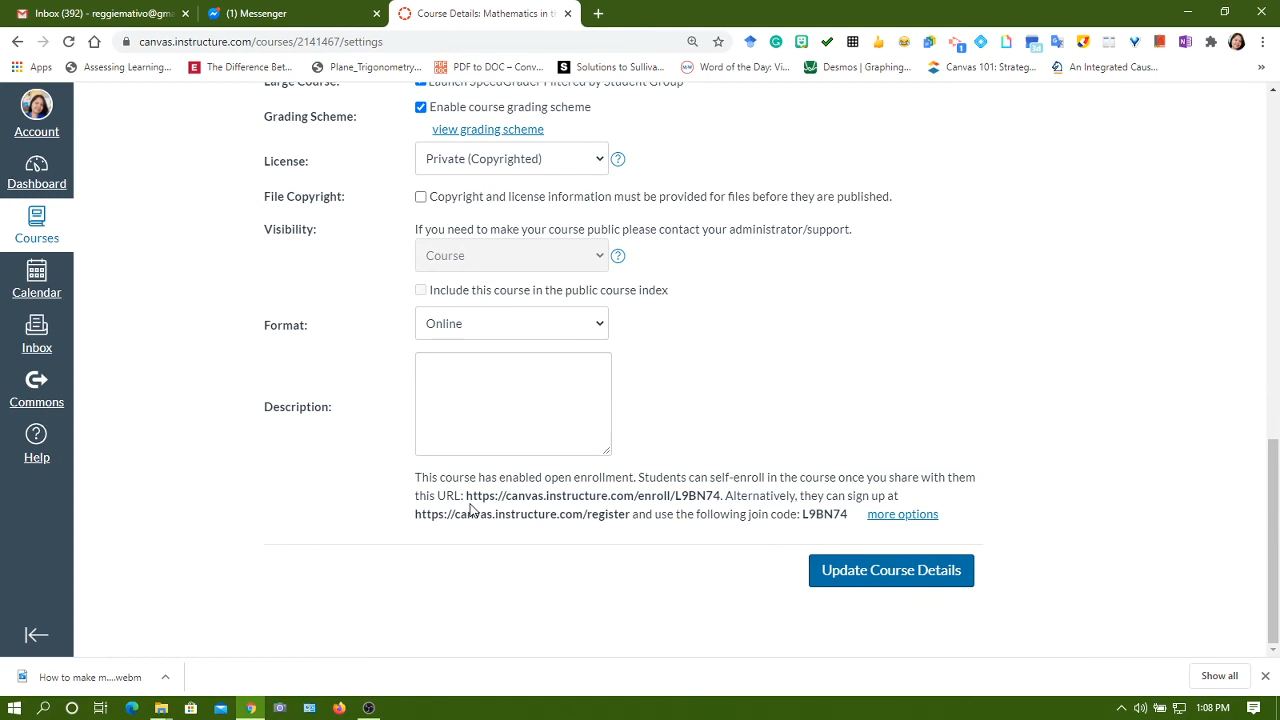 Inbox (392) - reggiemativo@gm
(1) Messenger
Course Details: Mathematics in th
canvas.instructure.com/courses/2141467/settings
3d
Apps
Assessing Learning...
The Difference Bet...
Plane_Trigonometry...
PDF to DOC – Conv...
Solutions to Sulliva...
Word of the Day: Vi...
Desmos | Graphing...
Canvas 101: Strateg...
An Integrated Caus...
Account
Dashboard
Courses
Calendar
Inbox
Commons
Help
Large Course:
Launch SpeedGrader Filtered by Student Group
Grading Scheme:
Enable course grading scheme
view grading scheme
License:
Private (Copyrighted)
File Copyright:
Copyright and license information must be provided for files before they are published.
Visibility:
If you need to make your course public please contact your administrator/support.
Course
Include this course in the public course index
Format:
Online
Description:
This course has enabled open enrollment. Students can self-enroll in the course once you share with them
this URL: https://canvas.instructure.com/enroll/L9BN74. Alternatively, they can sign up at
https://canvas.instructure.com/register and use the following join code: L9BN74 more options
Update Course Details
How to make m....webm
Show all
1:08 PM